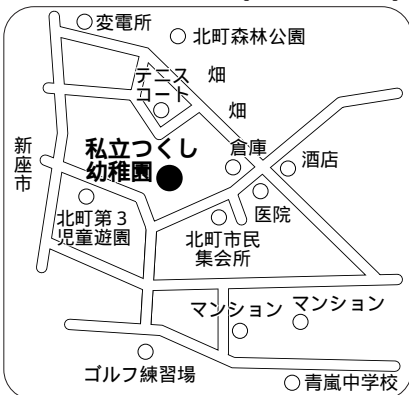 変電所
北町森林公園
テニス
コート
畑
畑
新座市
私立つくし
幼稚園
倉庫
酒店
医院
北町第３
児童遊園
北町市民
集会所
マンション
マンション
ゴルフ練習場
青嵐中学校